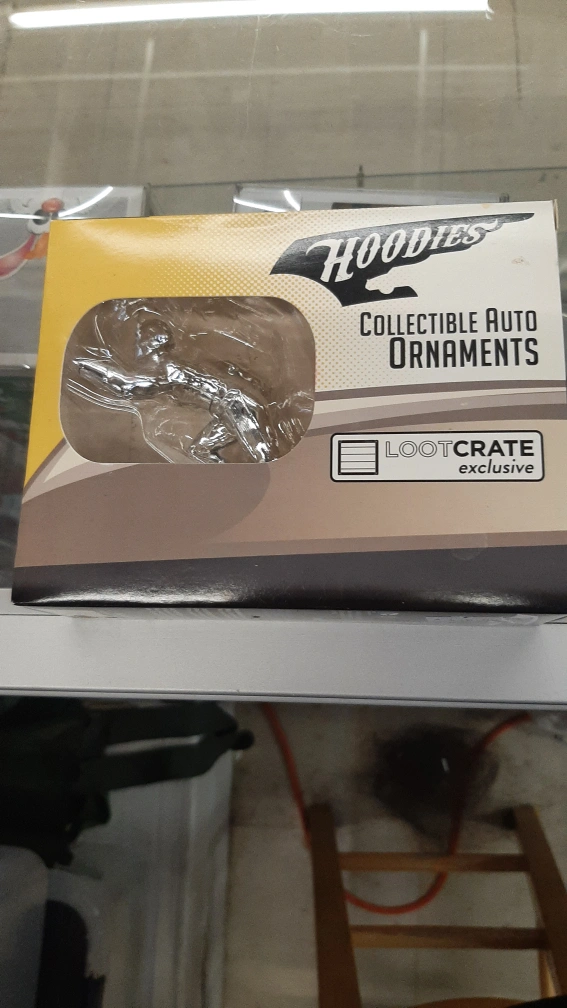 HOODIES
COLLECTIBLE AUTO
ORNAMENTS
LOOTCRATE
exclusive